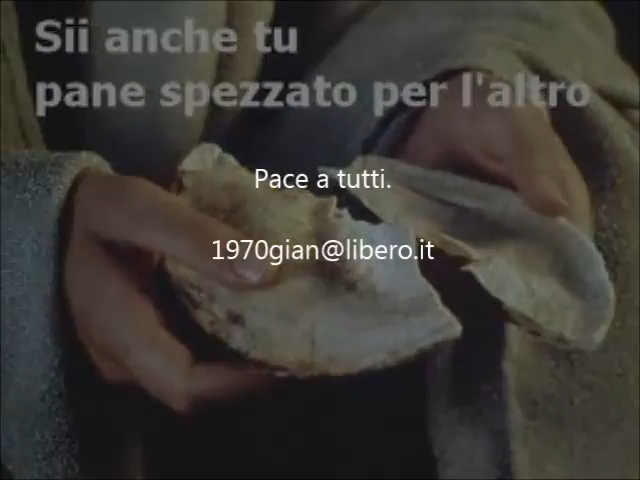 Sii anche tu
pane spezzato per l'altro
Pace a tutti.
1970gian@libero.it